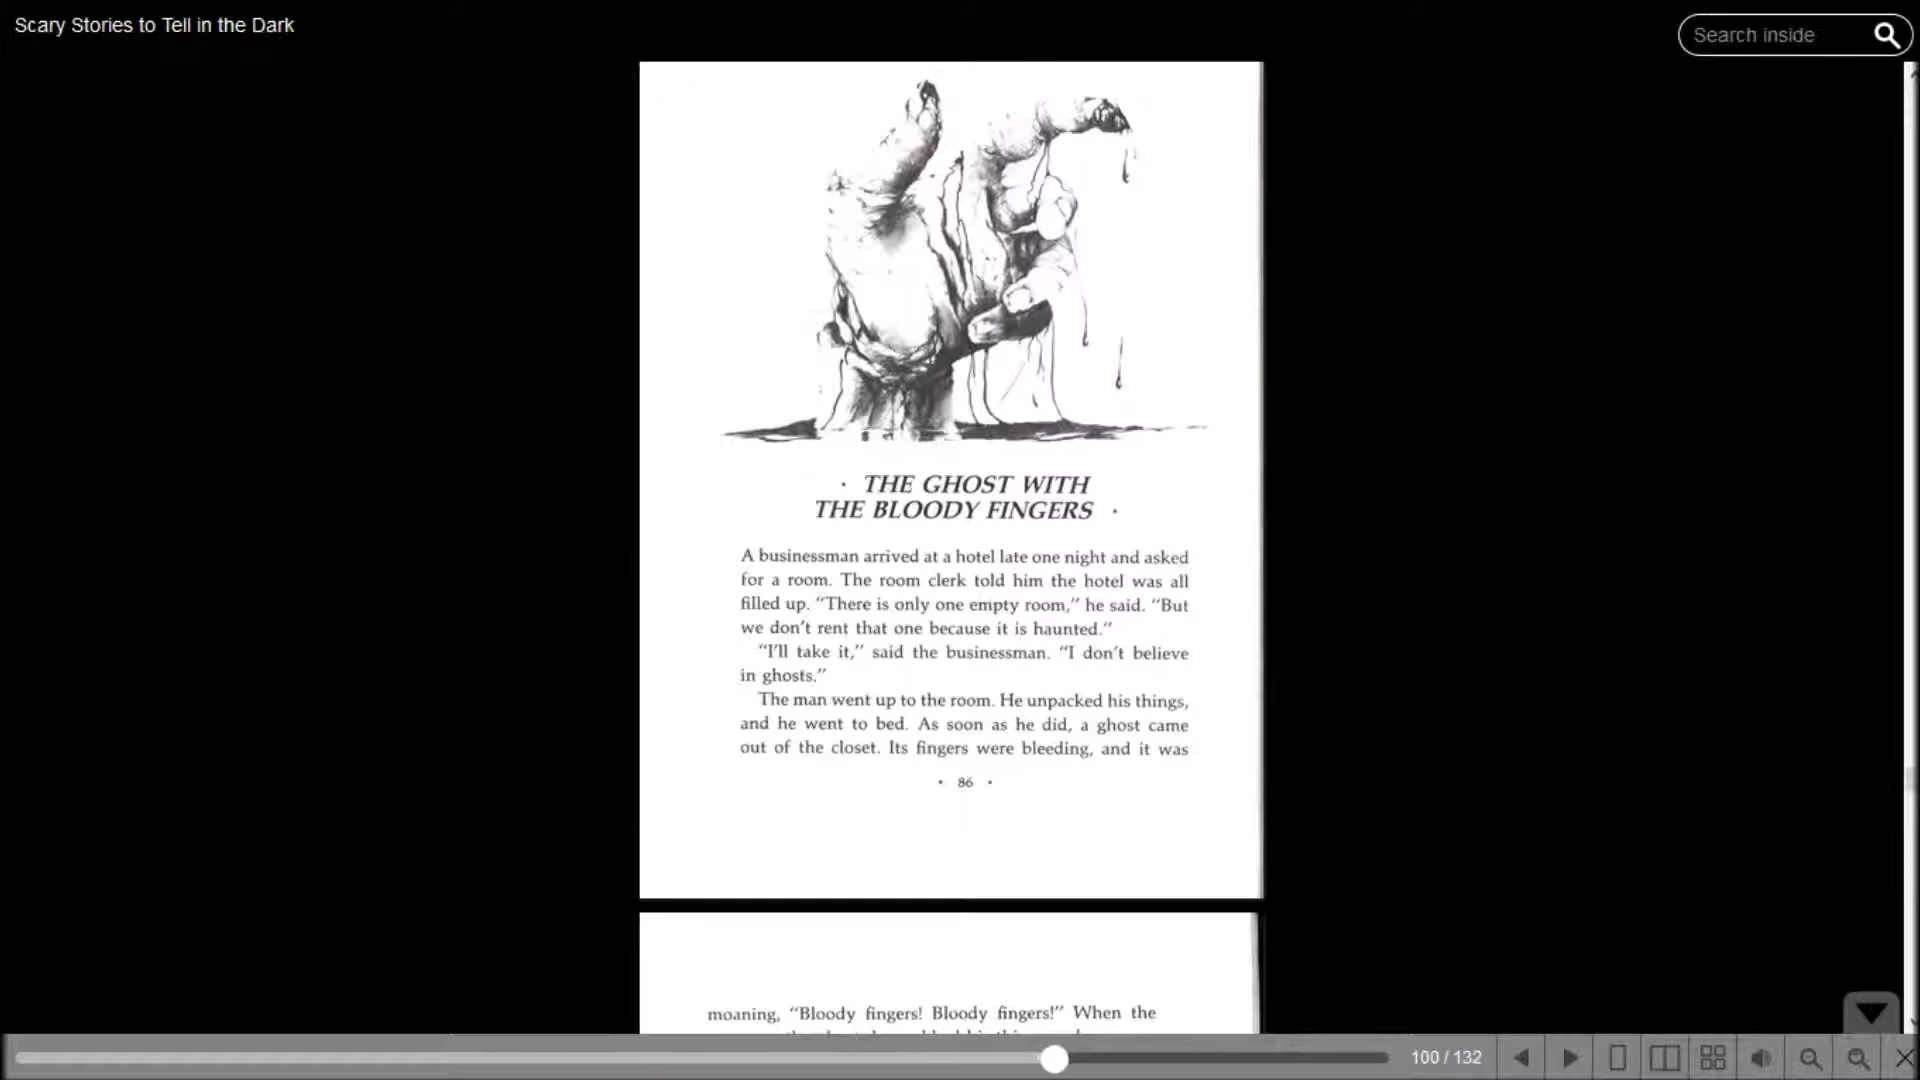 Scary Stories to Tell in the Dark
Search inside
· THE GHOST WITH
THE BLOODY FINGERS ·
A businessman arrived at a hotel late one night and asked
for a room. The room clerk told him the hotel was all
filled up. “There is only one empty room,” he said. “But
we don’t rent that one because it is haunted.”
“I’ll take it,” said the businessman. “I don’t believe
in ghosts.”
The man went up to the room. He unpacked his things,
and he went to bed. As soon as he did, a ghost came
out of the closet. Its fingers were bleeding, and it was
· 86 ·
moaning, “Bloody fingers! Bloody fingers!” When the
100 / 132